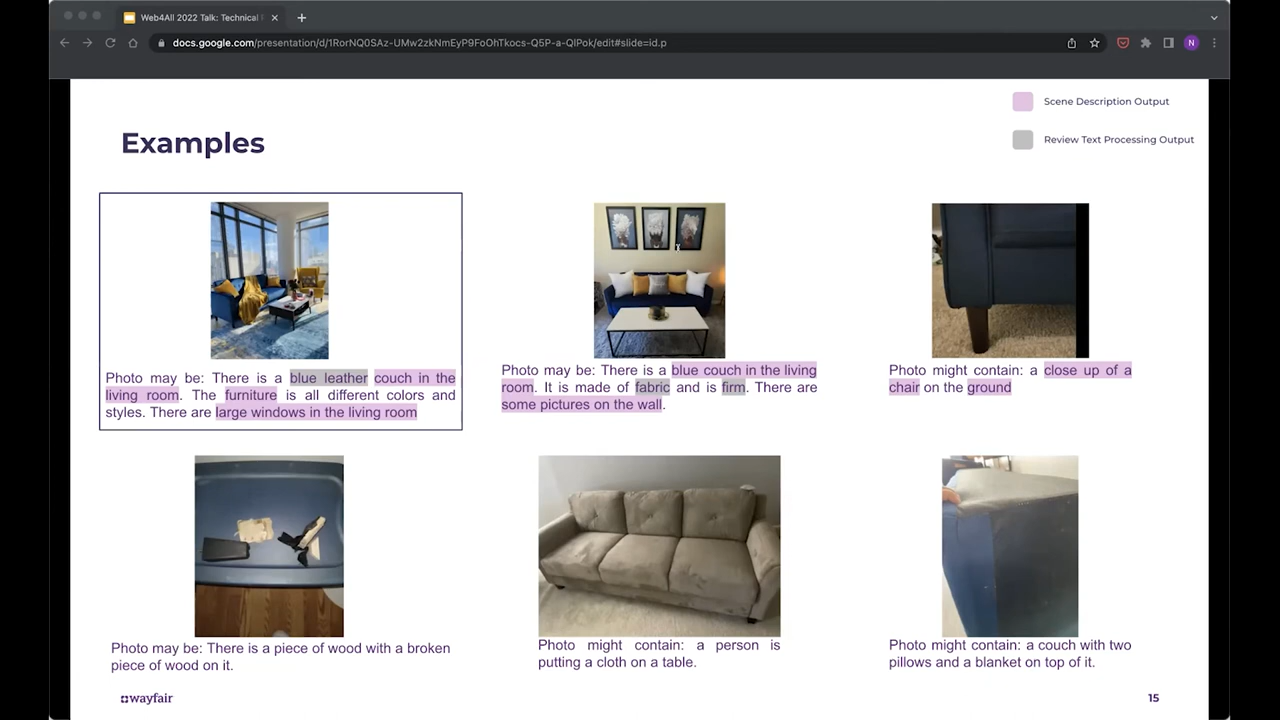 Web4All 2022 Talk: Technical
docs.google.com/presentation/d/1RorNQ0SAz-UMw2zkNmEyP9FoOhTkocs-Q5P-a-QlPok/edit#slide=id.p
N
Scene Description Output
Examples
Review Text Processing Output
Photo may be: There is a blue leather couch in the
living room. The furniture is all different colors and
styles. There are large windows in the living room
Photo may be: There is a blue couch in the living
room. It is made of fabric and is firm. There are
some pictures on the wall.
Photo might contain: a close up of a
chair on the ground
Photo may be: There is a piece of wood with a broken
piece of wood on it.
Photo might contain: a person is
putting a cloth on a table.
Photo might contain: a couch with two
pillows and a blanket on top of it.
wayfair
15